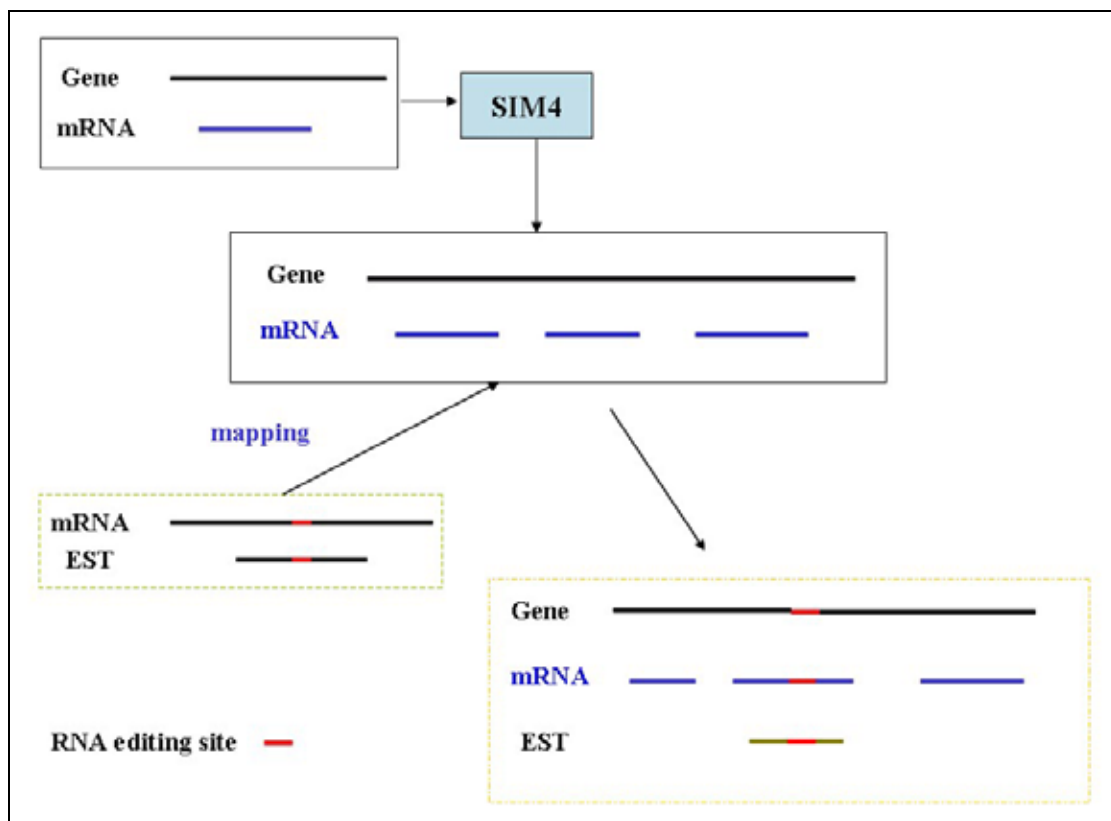 Gene
mRNA
SIM4
Gene
mRNA
mapping
mRNA
EST
Gene
mRNA
EST
RNA editing site